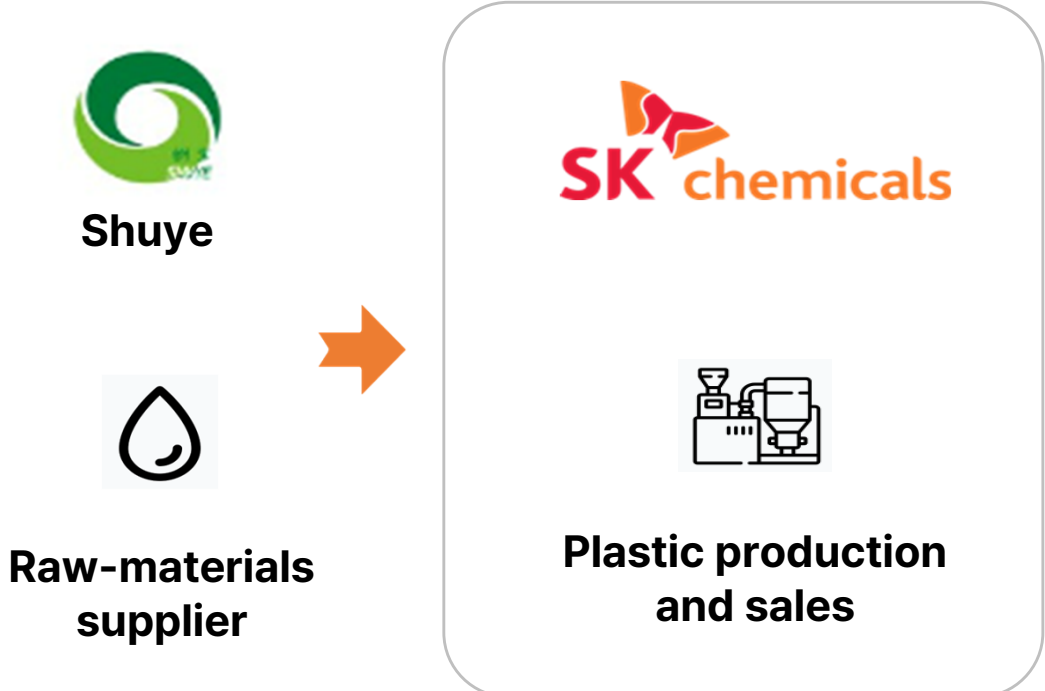 Shuye
SK chemicals
Raw-materials
supplier
Plastic production
and sales